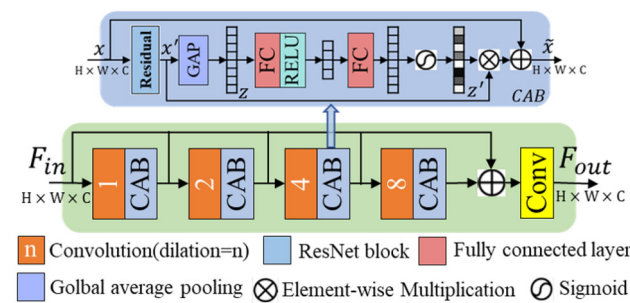 x x′ x̃
H×W×C Residual GAP z FC RELU FC z′ H×W×C
CAB
F_in 1 CAB 2 CAB 4 CAB 8 CAB Conv F_out
H×W×C H×W×C
n Convolution(dilation=n) ResNet block Fully connected layer
Golbal average pooling Element-wise Multiplication Sigmoid